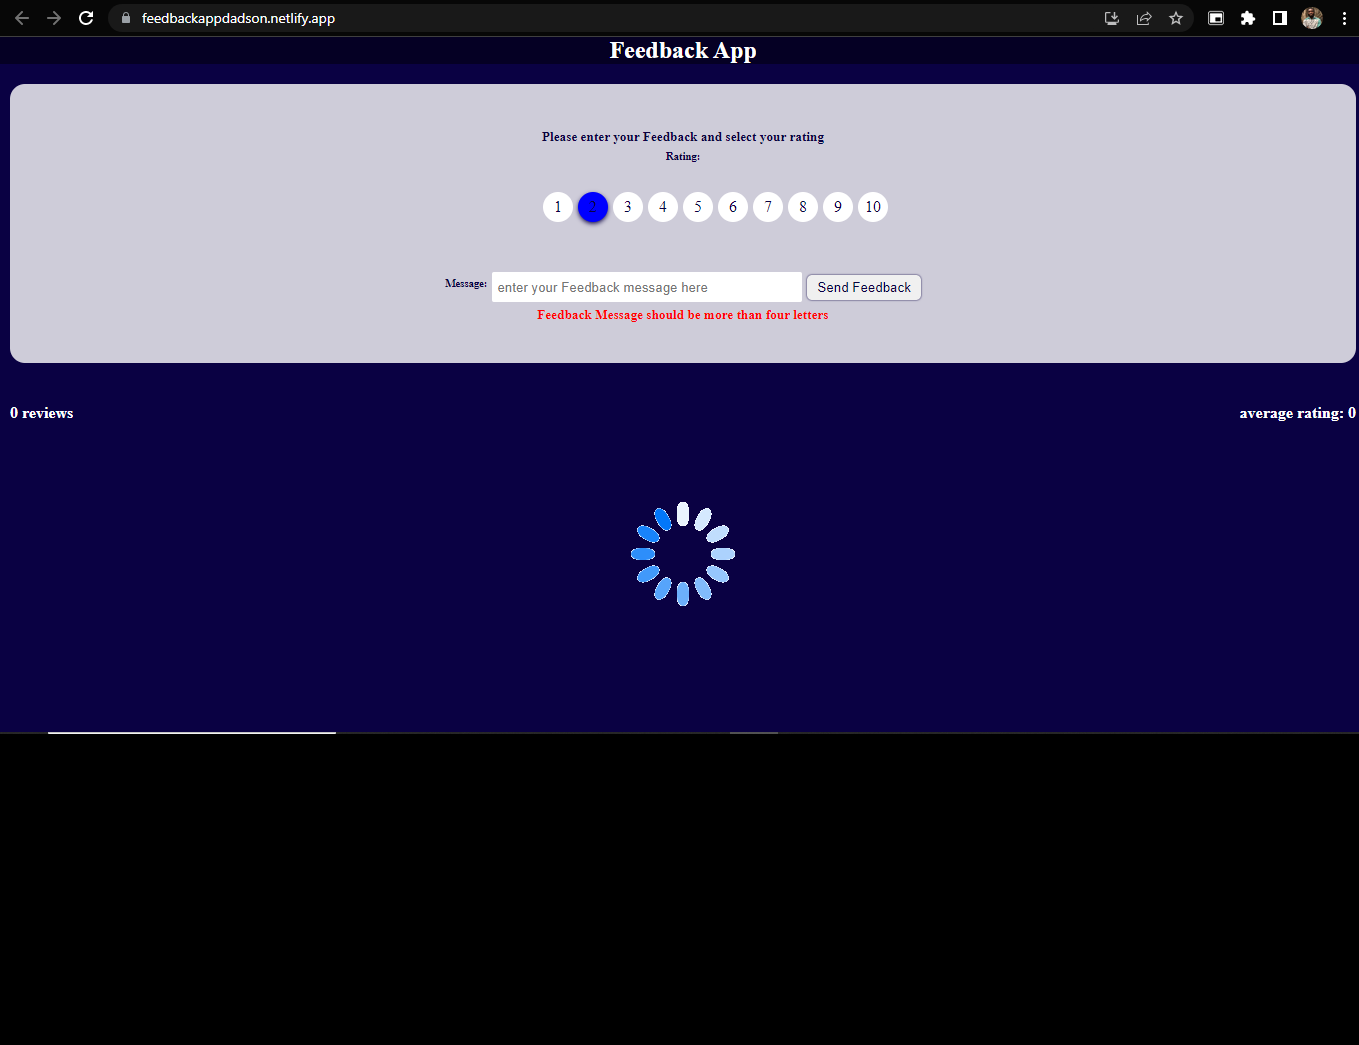 feedbackappdadson.netlify.app
Feedback App
Please enter your Feedback and select your rating
Rating:
1 2 3 4 5 6 7 8 9 10
Message: enter your Feedback message here Send Feedback
Feedback Message should be more than four letters
0 reviews average rating: 0